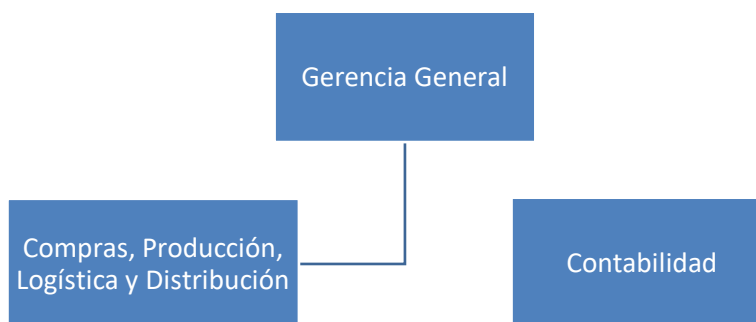 Gerencia General
Compras, Producción,
Logística y Distribución
Contabilidad